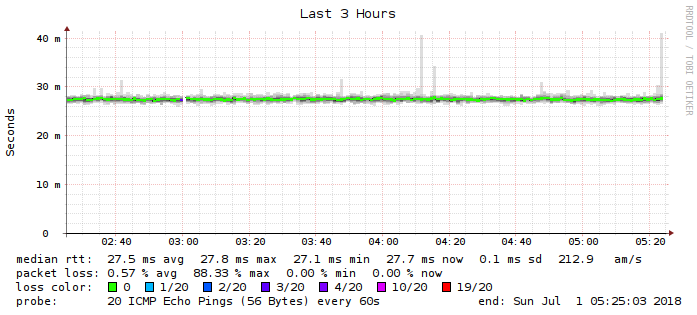 Last 3 Hours
RRDTOOL / TOBI OETIKER
Seconds
40 m
30 m
20 m
10 m
0
02:40 03:00 03:20 03:40 04:00 04:20 04:40 05:00 05:20
median rtt: 27.5 ms avg 27.8 ms max 27.1 ms min 27.7 ms now 0.1 ms sd 212.9 am/s
packet loss: 0.57 % avg 88.33 % max 0.00 % min 0.00 % now
loss color: 0 1/20 2/20 3/20 4/20 10/20 19/20
probe: 20 ICMP Echo Pings (56 Bytes) every 60s end: Sun Jul 1 05:25:03 2018